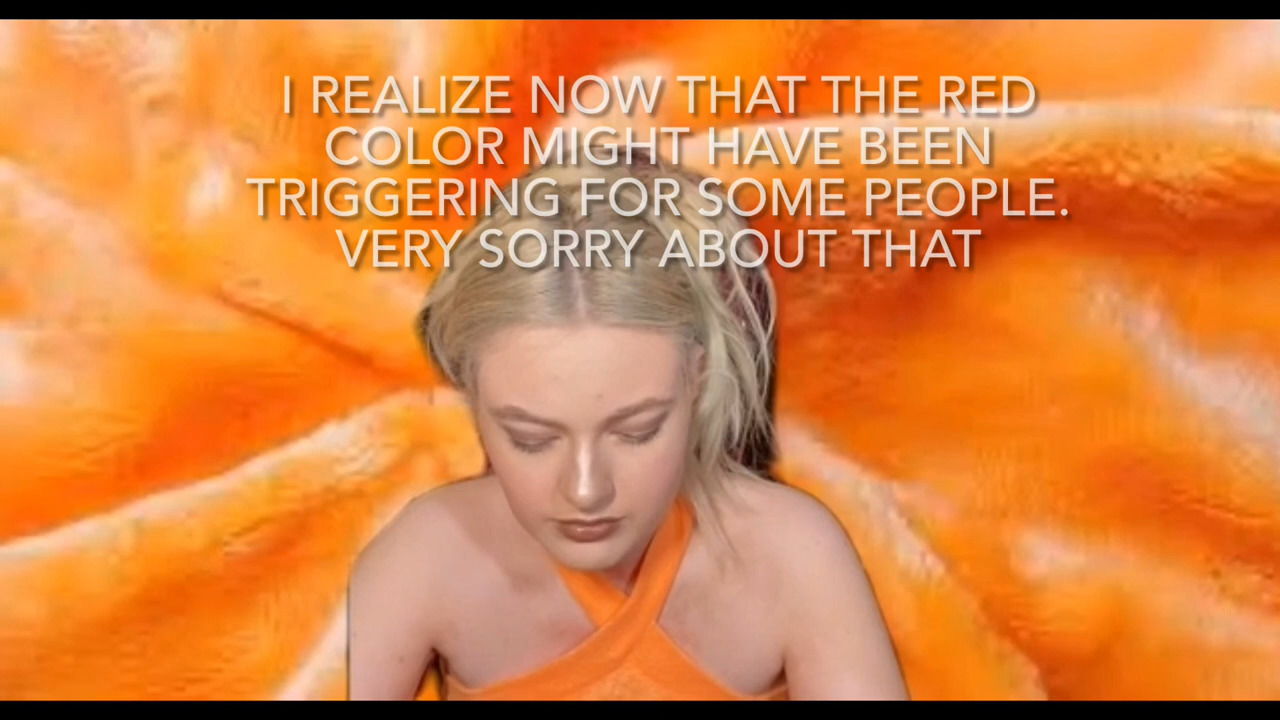 I REALIZE NOW THAT THE RED
COLOR MIGHT HAVE BEEN
TRIGGERING FOR SOME PEOPLE.
VERY SORRY ABOUT THAT